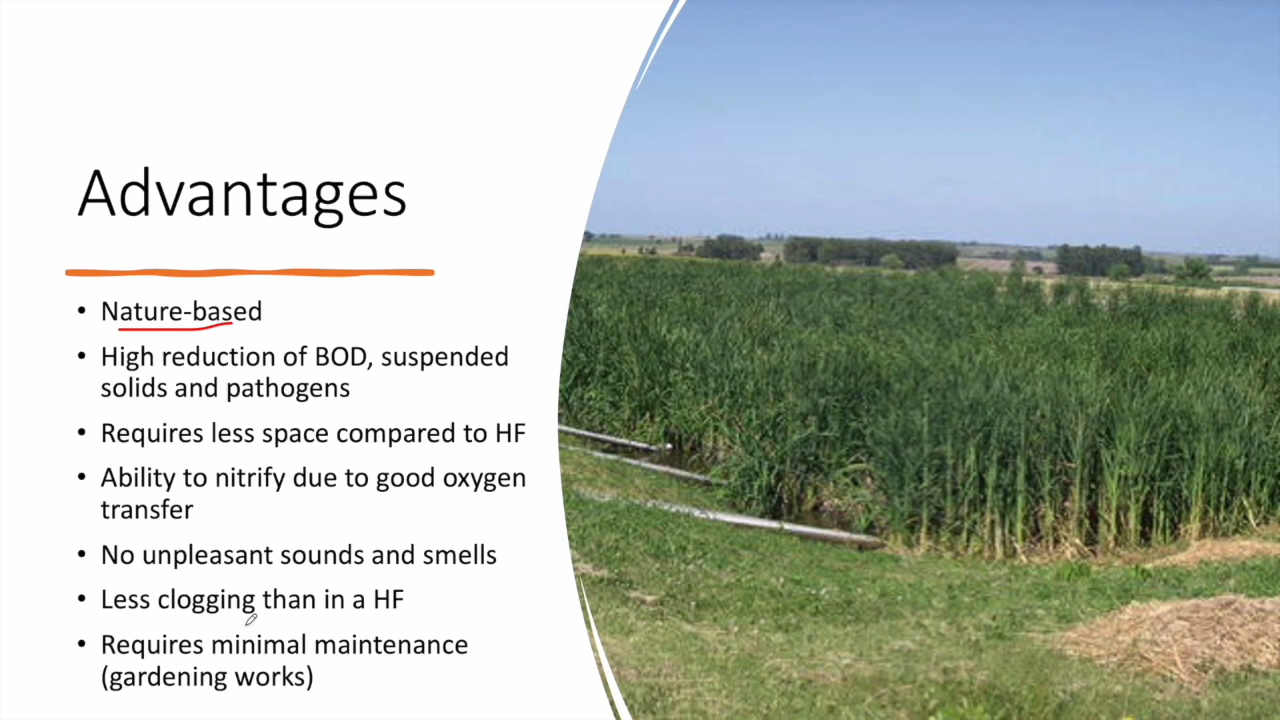 Advantages
• Nature-based
• High reduction of BOD, suspended
solids and pathogens
• Requires less space compared to HF
• Ability to nitrify due to good oxygen
transfer
• No unpleasant sounds and smells
• Less clogging than in a HF
• Requires minimal maintenance
(gardening works)